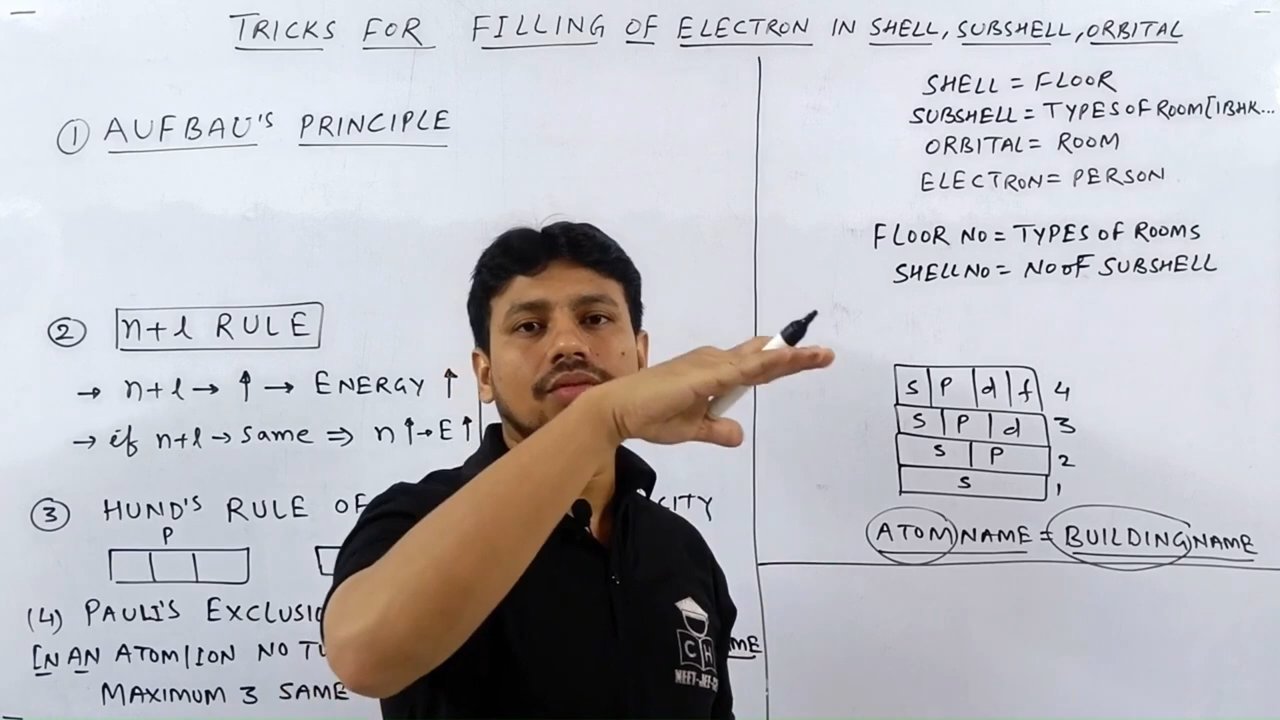 TRICKS FOR FILLING OF ELECTRON IN SHELL, SUBSHELL, ORBITAL
① AUFBAU'S PRINCIPLE
② n+l RULE
→ n+l → ↑ → ENERGY ↑
→ if n+l → same ⇒ n↑→E↑
③ HUND'S RULE OF
P
(4) PAULI'S
IN AN ATOM/ION NO
MAXIMUM 3 SAME
SHELL = FLOOR
SUBSHELL = TYPES OF ROOM[1BHK...
ORBITAL = ROOM
ELECTRON = PERSON
FLOOR NO = TYPES OF ROOMS
SHELL NO = NO OF SUBSHELL
s p d f 4
s p d 3
s p 2
s 1
ATOM NAME = BUILDING NAME
C H